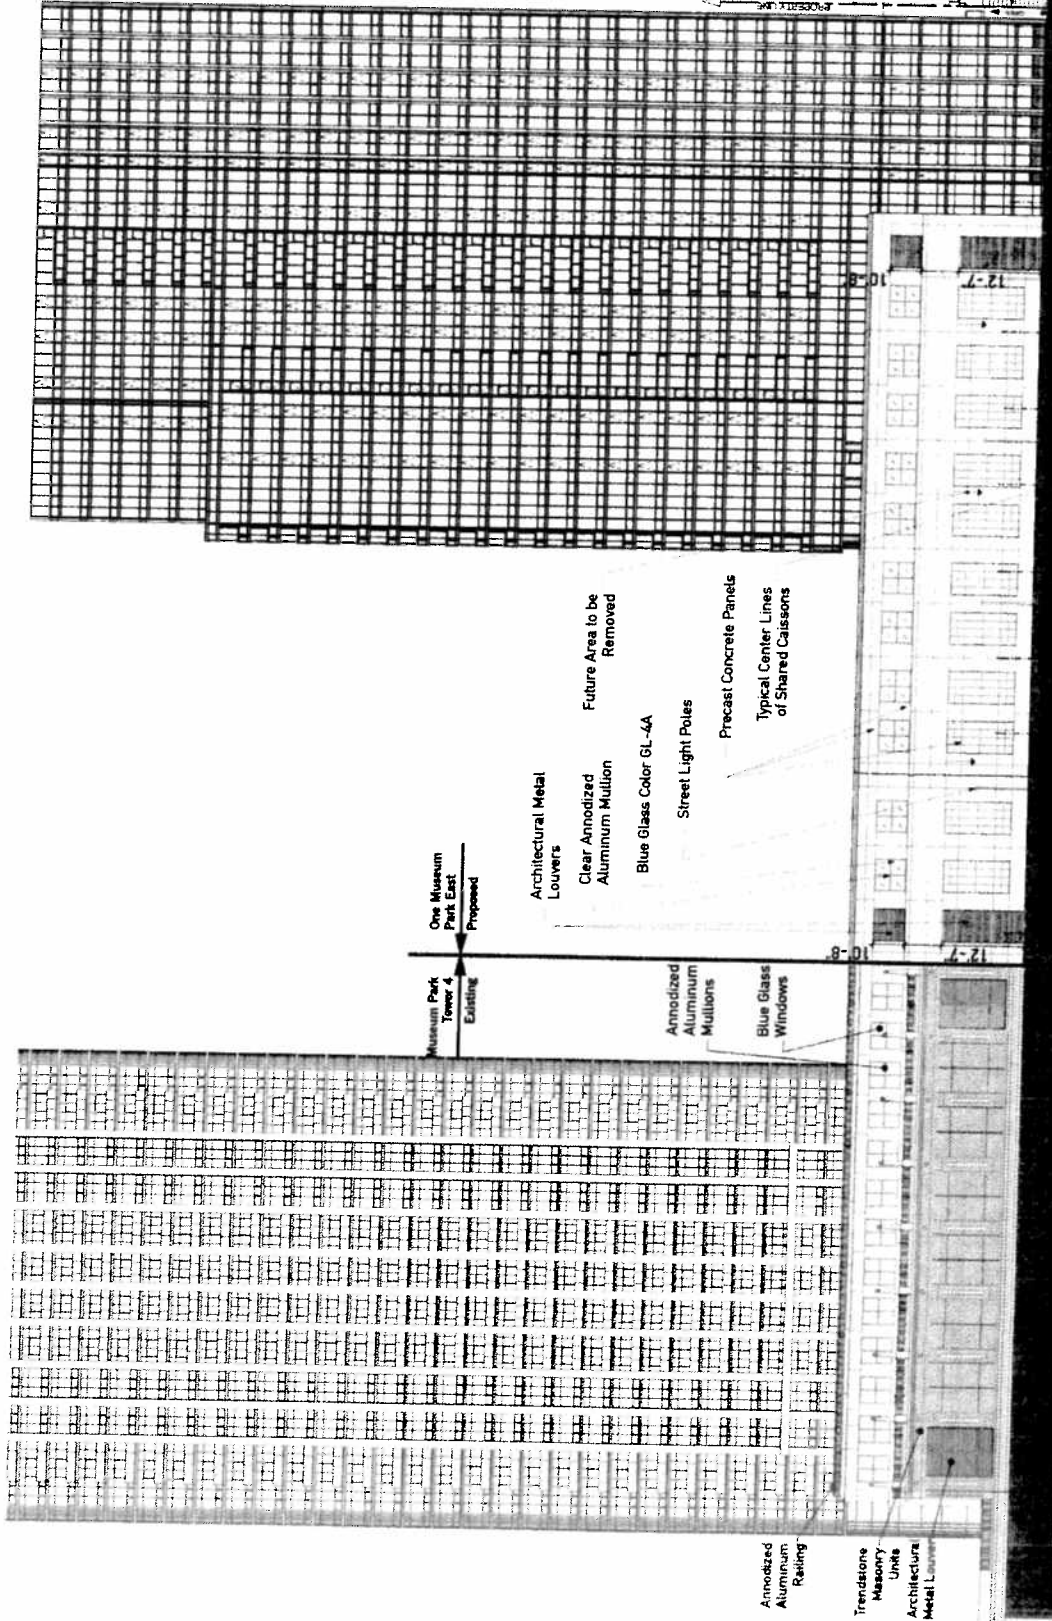 PROPERTY LINE
10'-8"
12'-7"
Future Area to be
Removed
Precast Concrete Panels
Typical Center Lines
of Shared Caissons
Architectural Metal
Louvers
Clear Annodized
Aluminum Mullion
Blue Glass Color GL-4A
Street Light Poles
One Museum
Park East
Proposed
Museum Park
Tower 4
Existing
10'-8"
12'-7"
Annodized
Aluminum
Mullions
Blue Glass
Windows
Annodized
Aluminum
Railing
Trendstone
Masonry
Units
Architectural
Metal Louver